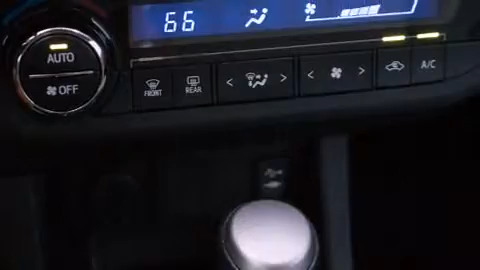 66
AUTO
OFF
FRONT
REAR
< >
< >
A/C